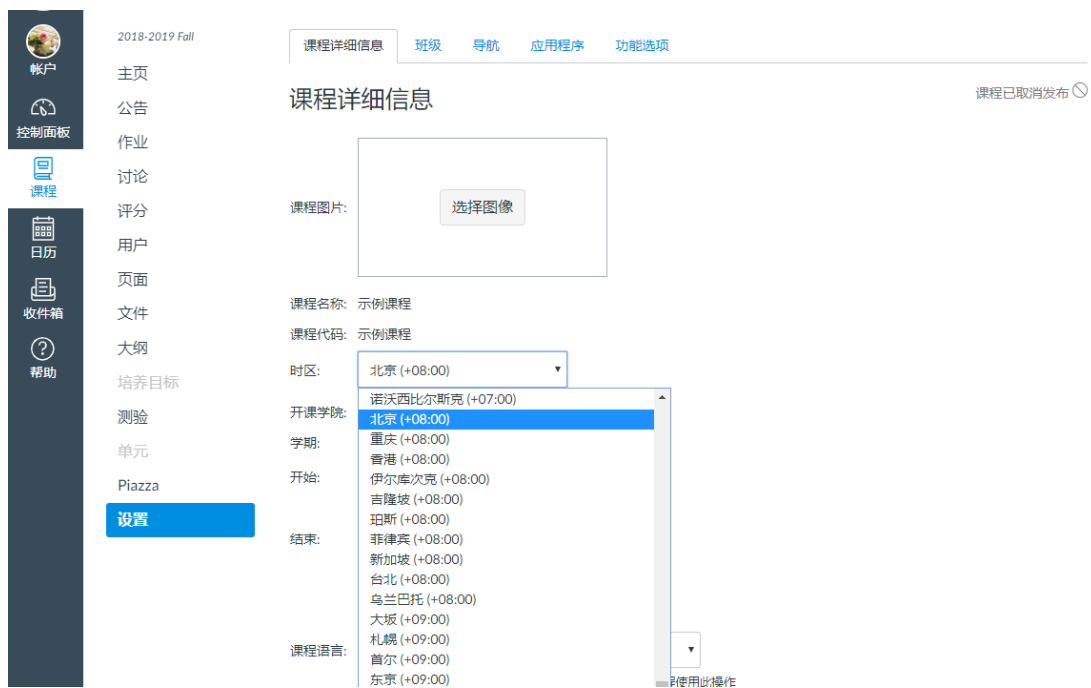 帐户
控制面板
课程
日历
收件箱
帮助
2018-2019 Fall
主页
公告
作业
讨论
评分
用户
页面
文件
大纲
培养目标
测验
单元
Piazza
设置
课程详细信息 班级 导航 应用程序 功能选项
课程详细信息
课程已取消发布
课程图片: 选择图像
课程名称: 示例课程
课程代码: 示例课程
时区: 北京 (+08:00)
诺沃西比尔斯克 (+07:00)
开课学院: 北京 (+08:00)
学期: 重庆 (+08:00)
香港 (+08:00)
开始: 伊尔库次克 (+08:00)
吉隆坡 (+08:00)
珀斯 (+08:00)
结束: 菲律宾 (+08:00)
新加坡 (+08:00)
台北 (+08:00)
乌兰巴托 (+08:00)
大坂 (+09:00)
札幌 (+09:00)
课程语言: 首尔 (+09:00)
东京 (+09:00)
程使用此操作